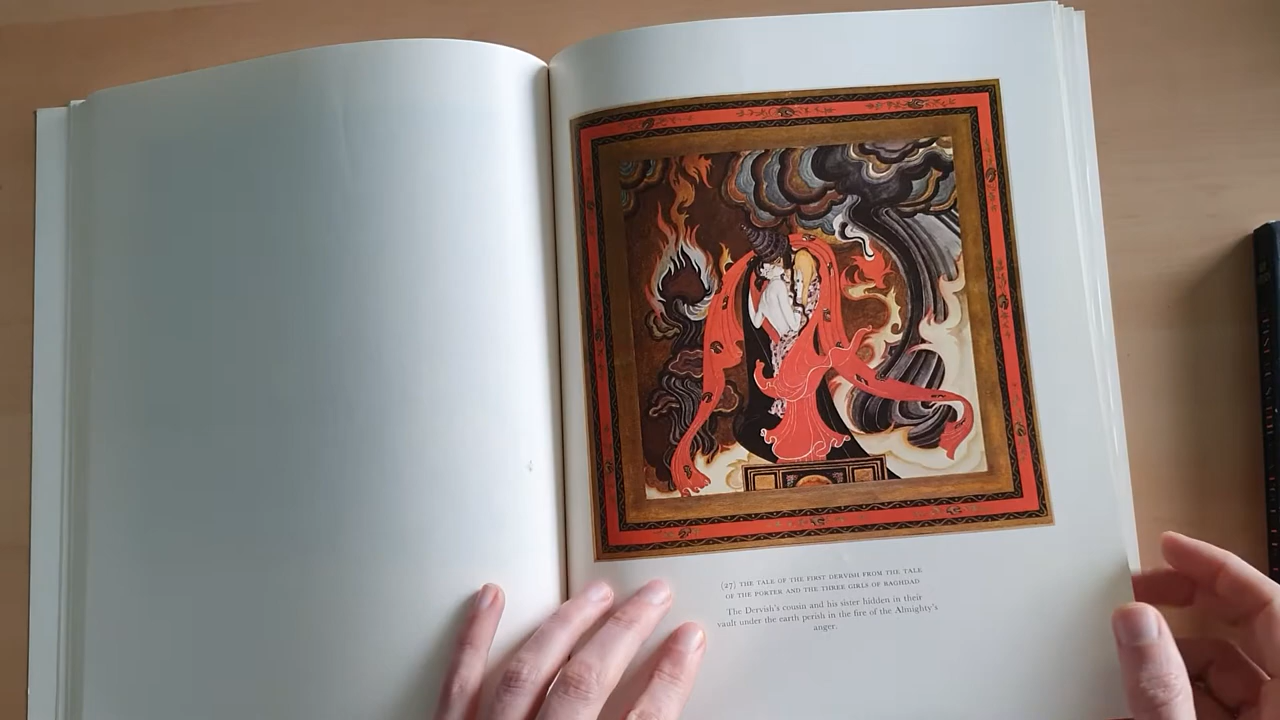 (27) THE TALE OF THE FIRST DERVISH FROM THE TALE
OF THE PORTER AND THE THREE GIRLS OF BAGHDAD
The Dervish's cousin and his sister hidden in their
vault under the earth perish in the fire of the Almighty's
anger.